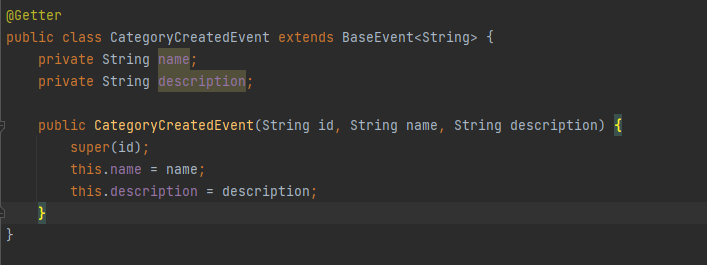 @Getter
public class CategoryCreatedEvent extends BaseEvent<String> {
    private String name;
    private String description;

    public CategoryCreatedEvent(String id, String name, String description) {
        super(id);
        this.name = name;
        this.description = description;
    }
}